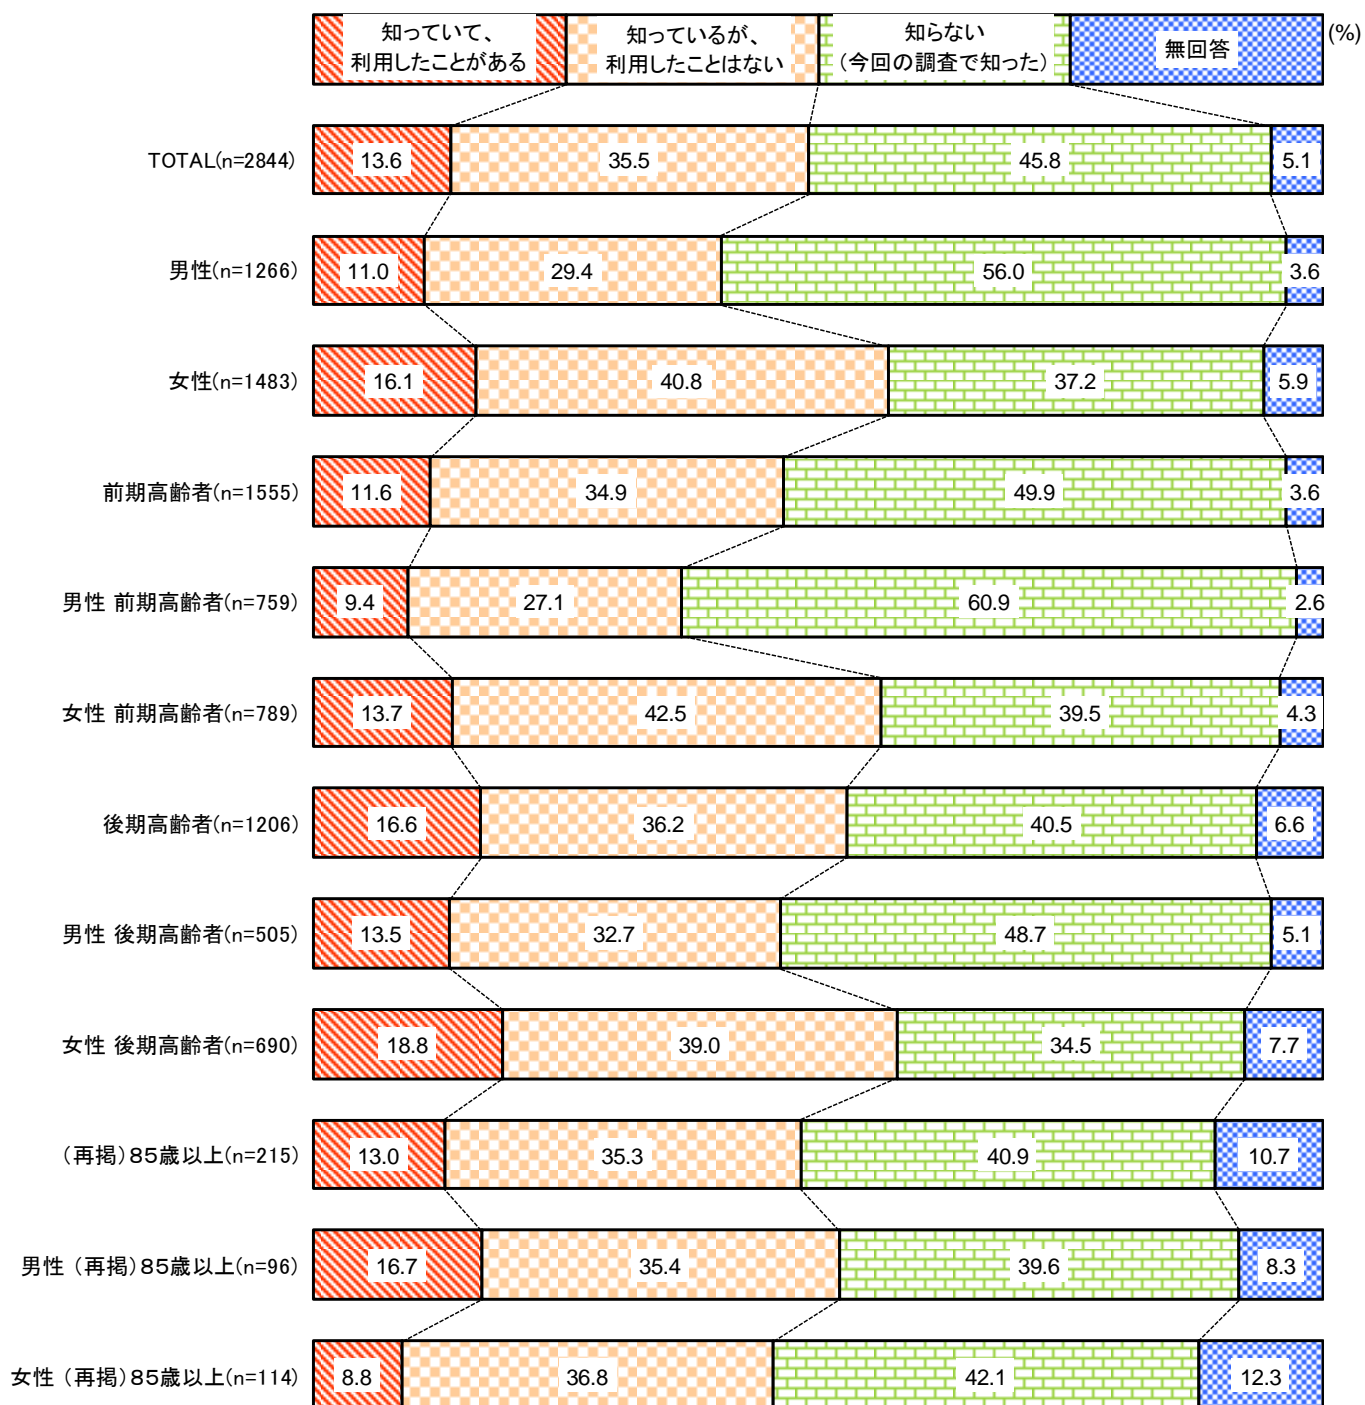 知っていて、
利用したことがある
知っているが、
利用したことはない
知らない
(今回の調査で知った)
無回答
(%)
TOTAL(n=2844) 13.6 35.5 45.8 5.1
男性(n=1266) 11.0 29.4 56.0 3.6
女性(n=1483) 16.1 40.8 37.2 5.9
前期高齢者(n=1555) 11.6 34.9 49.9 3.6
男性 前期高齢者(n=759) 9.4 27.1 60.9 2.6
女性 前期高齢者(n=789) 13.7 42.5 39.5 4.3
後期高齢者(n=1206) 16.6 36.2 40.5 6.6
男性 後期高齢者(n=505) 13.5 32.7 48.7 5.1
女性 後期高齢者(n=690) 18.8 39.0 34.5 7.7
(再掲)85歳以上(n=215) 13.0 35.3 40.9 10.7
男性 (再掲)85歳以上(n=96) 16.7 35.4 39.6 8.3
女性 (再掲)85歳以上(n=114) 8.8 36.8 42.1 12.3